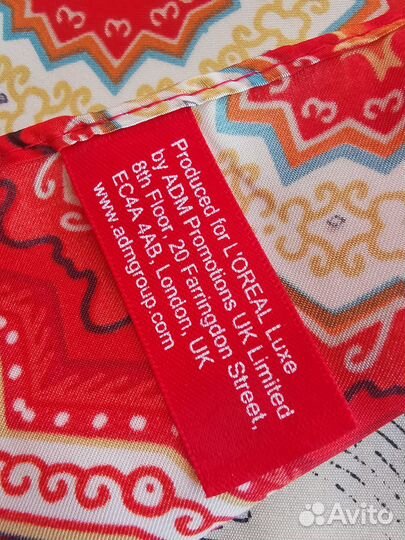 Produced for L'OREAL Luxe
by ADM Promotions UK Limited
8th Floor, 20 Farringdon Street,
EC4A 4AB, London, UK
www.admgroup.com
Avito